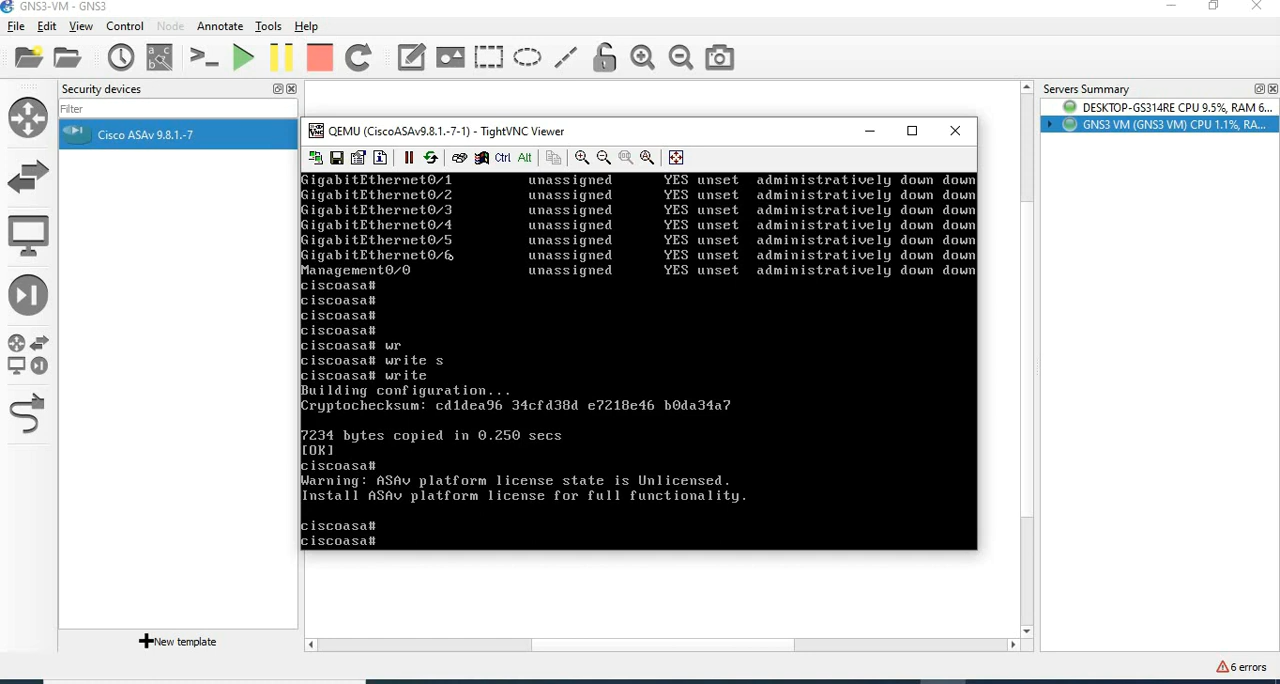 GNS3-VM - GNS3
File Edit View Control Node Tools Help
Security devices
Filter
Cisco ASAv 9.8.1.-7
New template
QEMU (CiscoASAv9.8.1.-7-1) - TightVNC Viewer
Ctrl Alt
GigabitEthernet0/1 unassigned YES unset administratively down down
GigabitEthernet0/2 unassigned YES unset administratively down down
GigabitEthernet0/3 unassigned YES unset administratively down down
GigabitEthernet0/4 unassigned YES unset administratively down down
GigabitEthernet0/5 unassigned YES unset administratively down down
GigabitEthernet0/6 unassigned YES unset administratively down down
Management0/0 unassigned YES unset administratively down down
ciscoasa#
ciscoasa#
ciscoasa#
ciscoasa#
ciscoasa# wr
ciscoasa# write s
ciscoasa# write
Building configuration...
Cryptochecksum: cd1dea96 34cfd38d e7218e46 b0da34a7
7234 bytes copied in 0.250 secs
[OK]
ciscoasa#
Warning: ASAv platform license state is Unlicensed.
Install ASAv platform license for full functionality.
ciscoasa#
ciscoasa#
Servers Summary
DESKTOP-GS314RE CPU 9.5%, RAM 6...
GNS3 VM (GNS3 VM) CPU 1.1%, RA...
6 errors